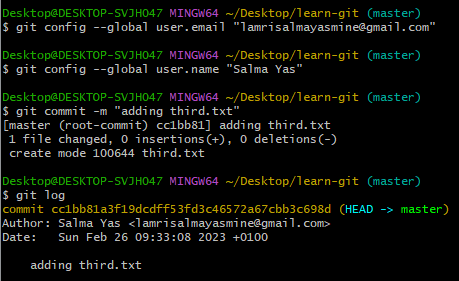 Desktop@DESKTOP-SVJHO47 MINGW64 ~/Desktop/learn-git (master)
$ git config --global user.email "lamrisalmayasmine@gmail.com"
Desktop@DESKTOP-SVJHO47 MINGW64 ~/Desktop/learn-git (master)
$ git config --global user.name "Salma Yas"
Desktop@DESKTOP-SVJHO47 MINGW64 ~/Desktop/learn-git (master)
$ git commit -m "adding third.txt"
[master (root-commit) cc1bb81] adding third.txt
 1 file changed, 0 insertions(+), 0 deletions(-)
 create mode 100644 third.txt
Desktop@DESKTOP-SVJHO47 MINGW64 ~/Desktop/learn-git (master)
$ git log
commit cc1bb81a3f19dcdff53fd3c46572a67cbb3c698d (HEAD -> master)
Author: Salma Yas <lamrisalmayasmine@gmail.com>
Date:   Sun Feb 26 09:33:08 2023 +0100
    adding third.txt